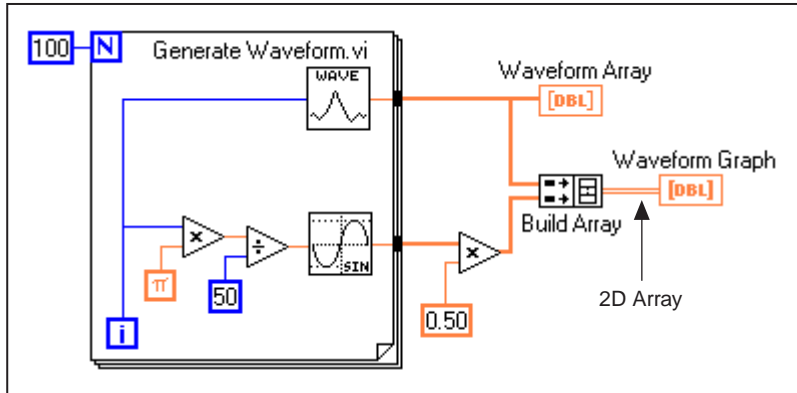 100
N
Generate Waveform.vi
WAVE
Waveform Array
[DBL]
Waveform Graph
[DBL]
Build Array
x
÷
SIN
x
π
50
0.50
2D Array
i